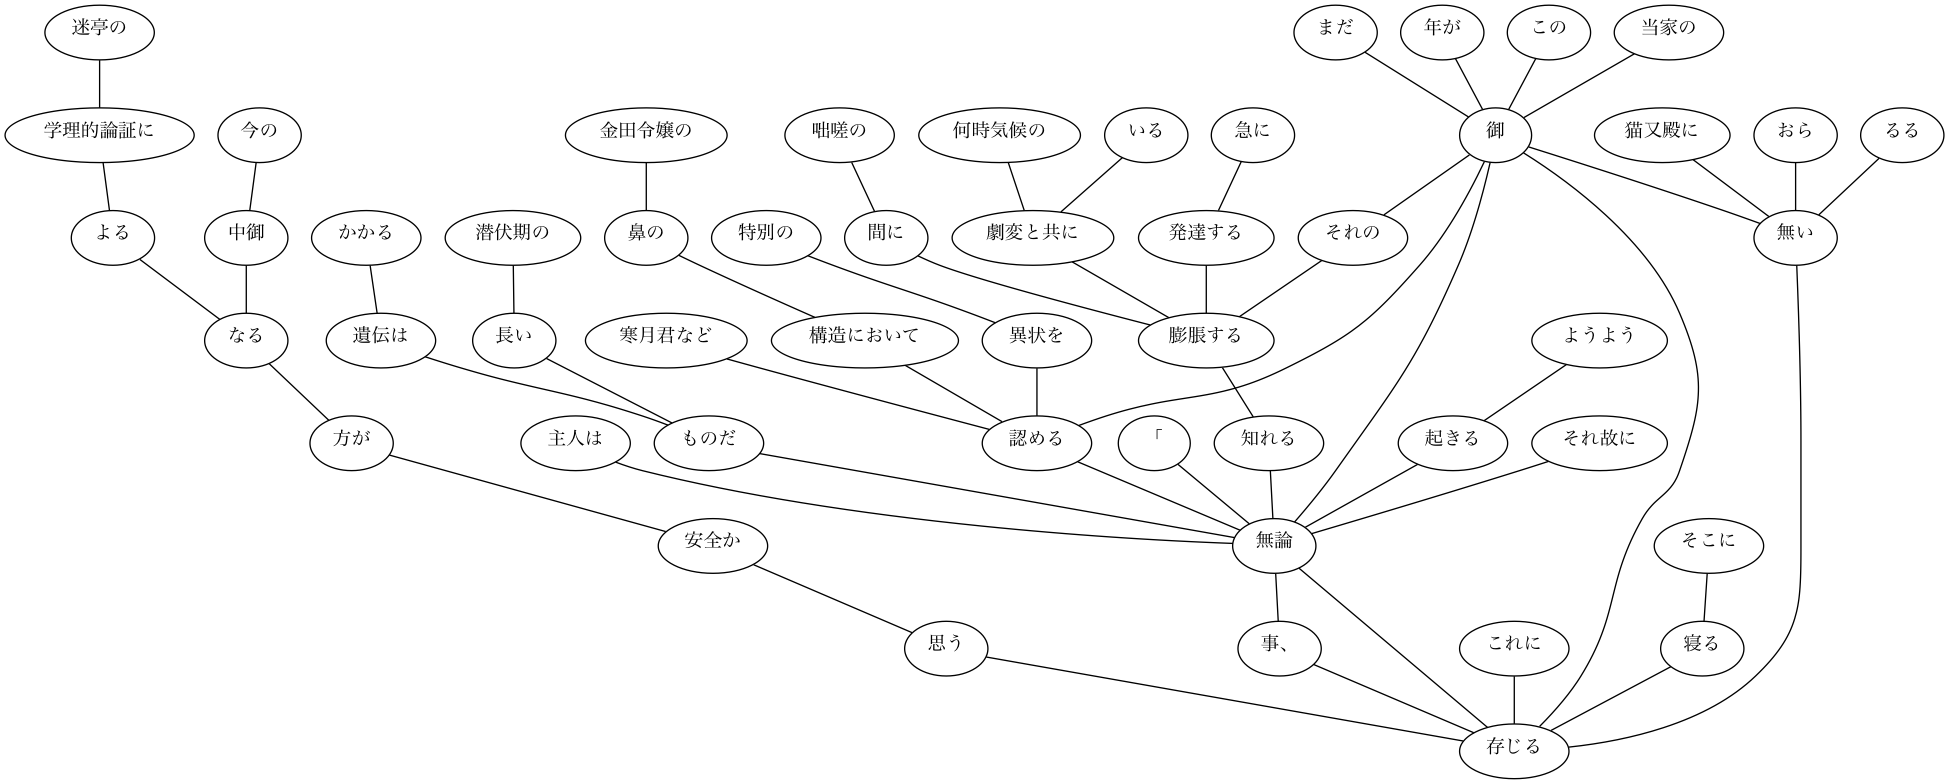 迷亭の
まだ
年が
この
当家の
学理的論証に
今の
金田令嬢の
咄嗟の
何時気候の
いる
急に
御
猫又殿に
おら
るる
よる
中御
かかる
潜伏期の
鼻の
特別の
間に
劇変と共に
発達する
それの
無い
なる
遺伝は
長い
寒月君など
構造において
異状を
膨脹する
ようよう
方が
主人は
ものだ
認める
「
知れる
起きる
それ故に
安全か
無論
そこに
思う
事、
これに
寝る
存じる